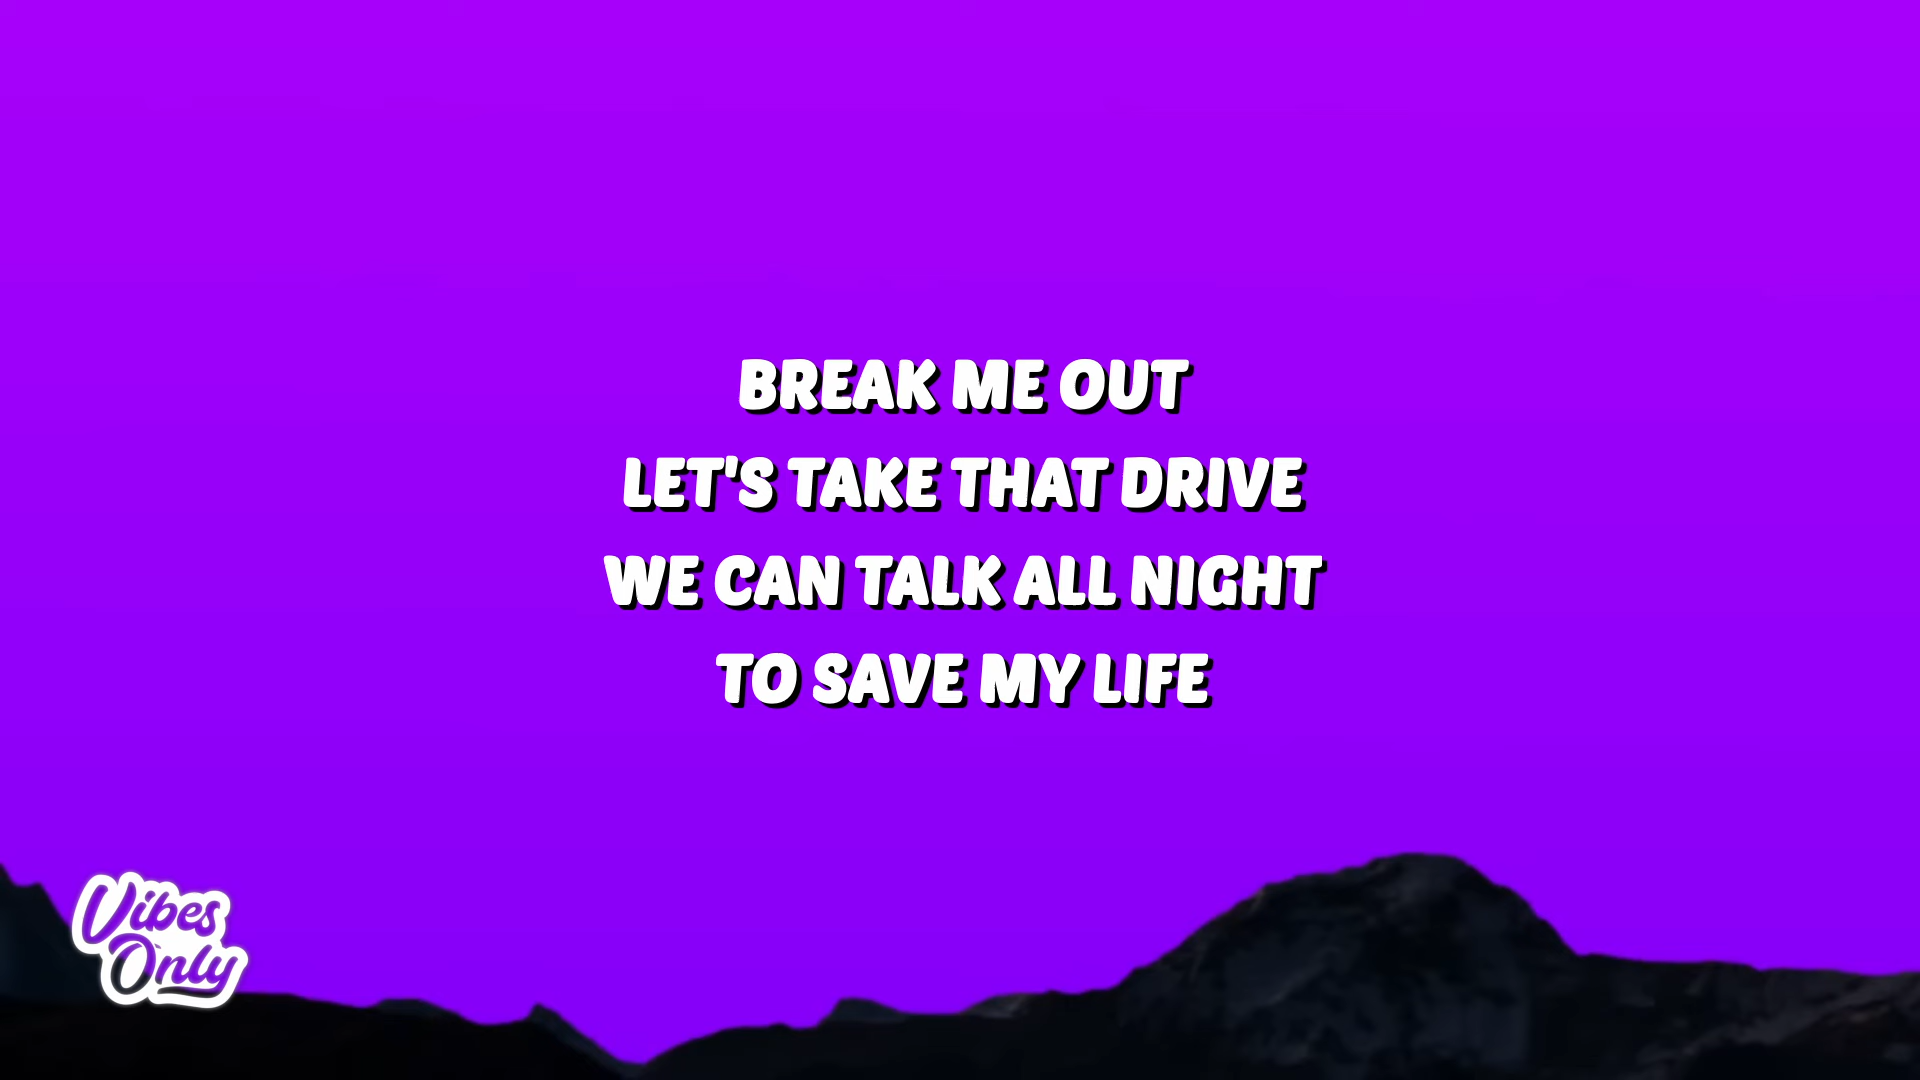 BREAK ME OUT
LET'S TAKE THAT DRIVE
WE CAN TALK ALL NIGHT
TO SAVE MY LIFE
Vibes
Only